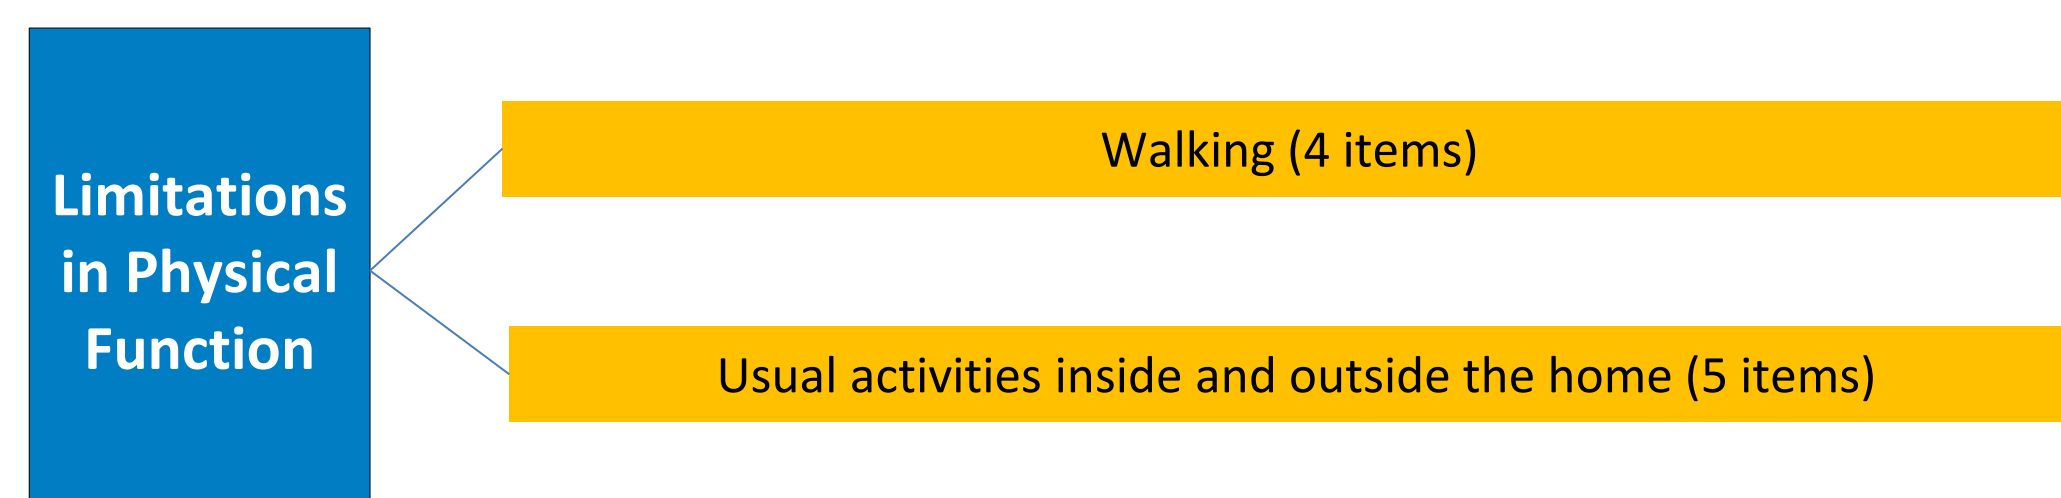 Limitations
in Physical
Function
Walking (4 items)
Usual activities inside and outside the home (5 items)